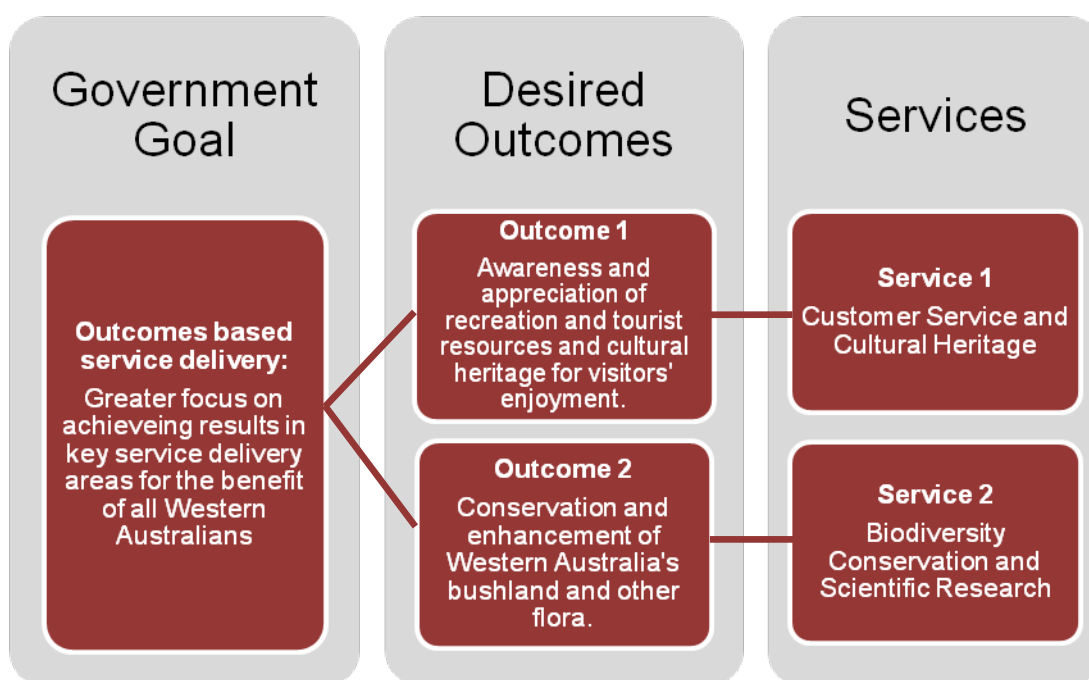 Government
Goal
Outcomes based
service delivery:
Greater focus on
achieveing results in
key service delivery
areas for the benefit
of all Western
Australians
Desired
Outcomes
Outcome 1
Awareness and
appreciation of
recreation and tourist
resources and cultural
heritage for visitors'
enjoyment.
Outcome 2
Conservation and
enhancement of
Western Australia's
bushland and other
flora.
Services
Service 1
Customer Service and
Cultural Heritage
Service 2
Biodiversity
Conservation and
Scientific Research